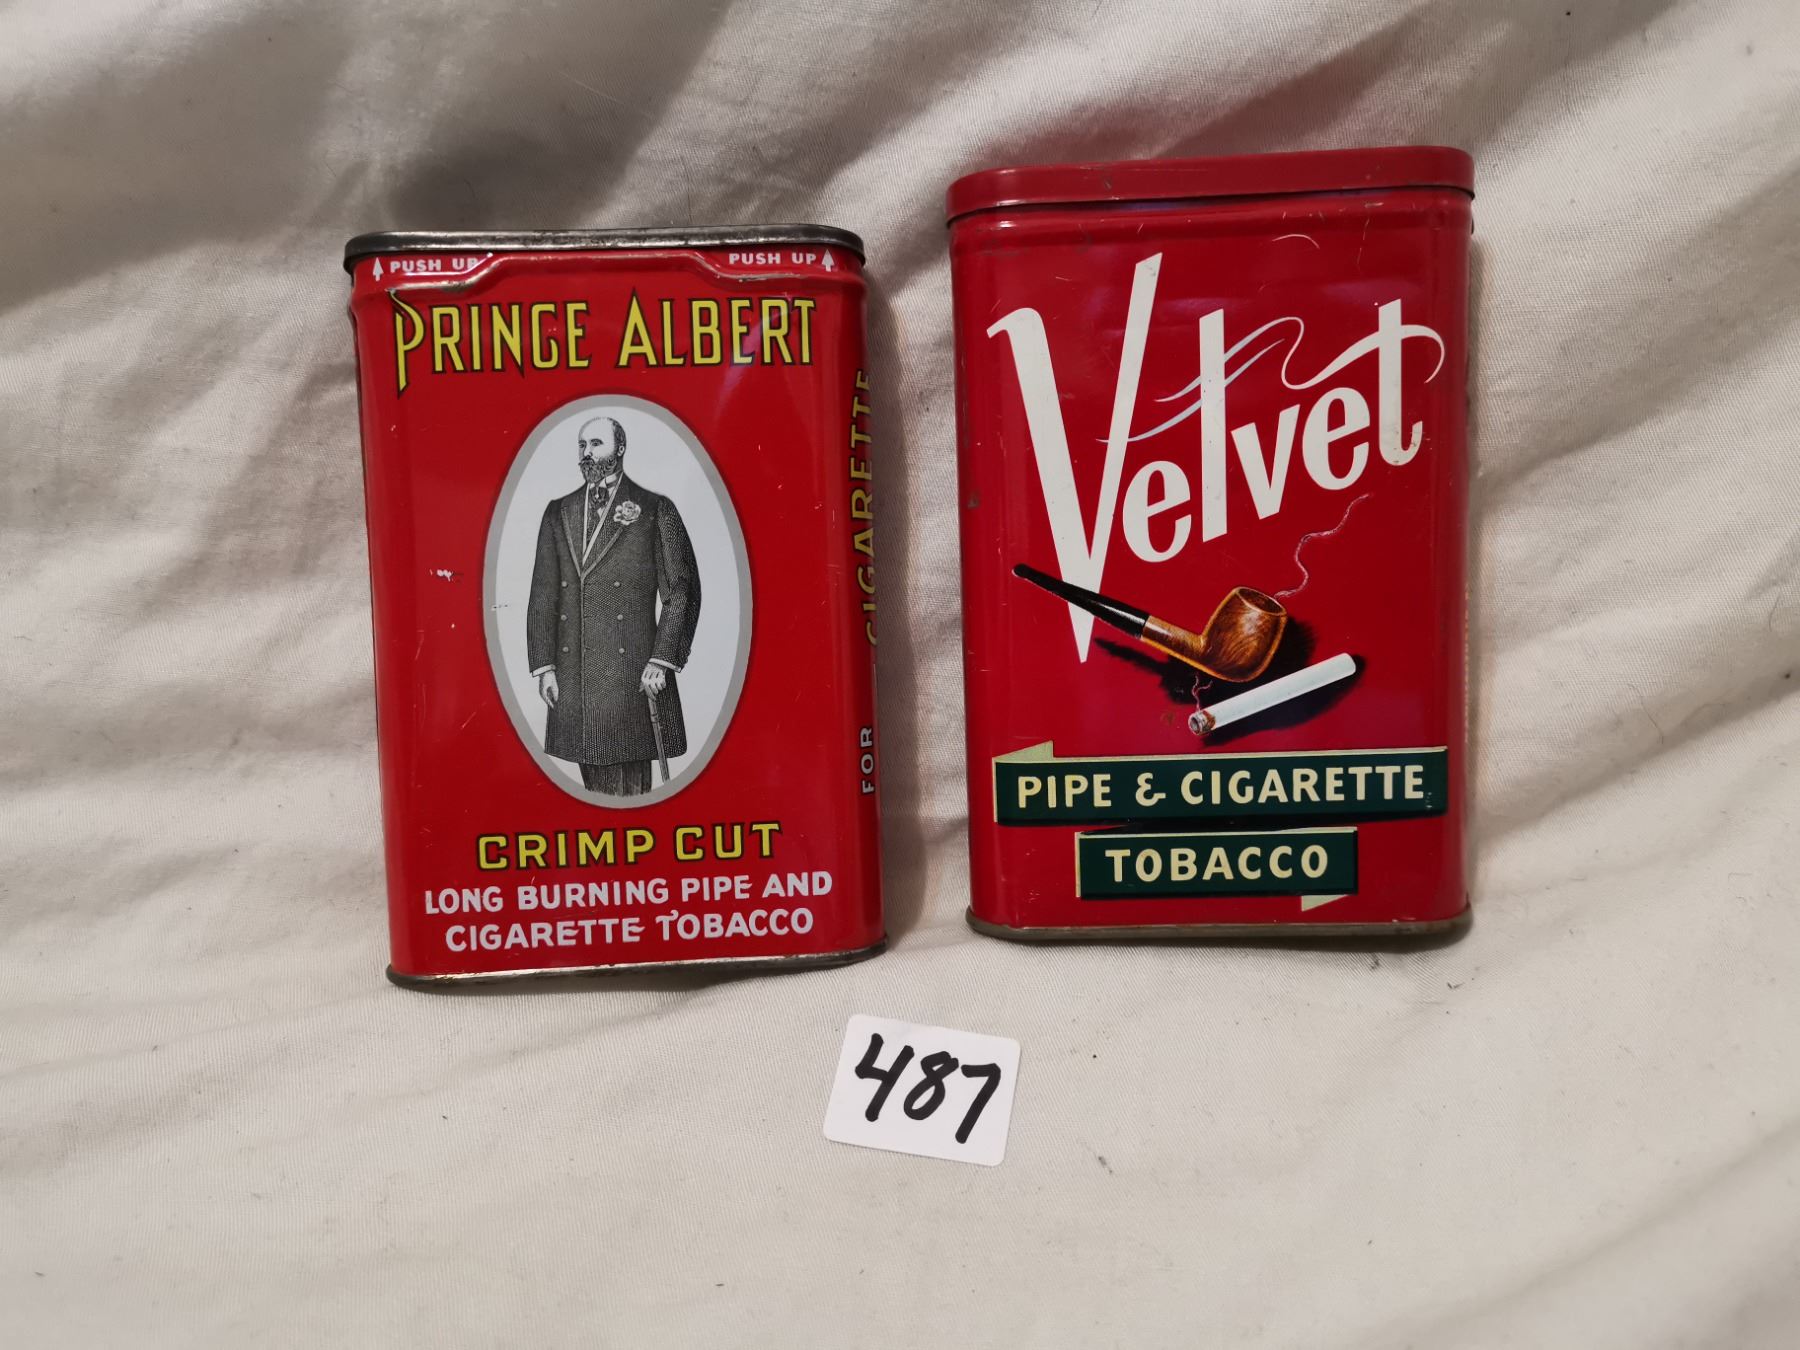 PUSH UP
PUSH UP
PRINCE ALBERT
CRIMP CUT
LONG BURNING PIPE AND
CIGARETTE TOBACCO
FOR CIGARETTE
Velvet
PIPE & CIGARETTE
TOBACCO
487